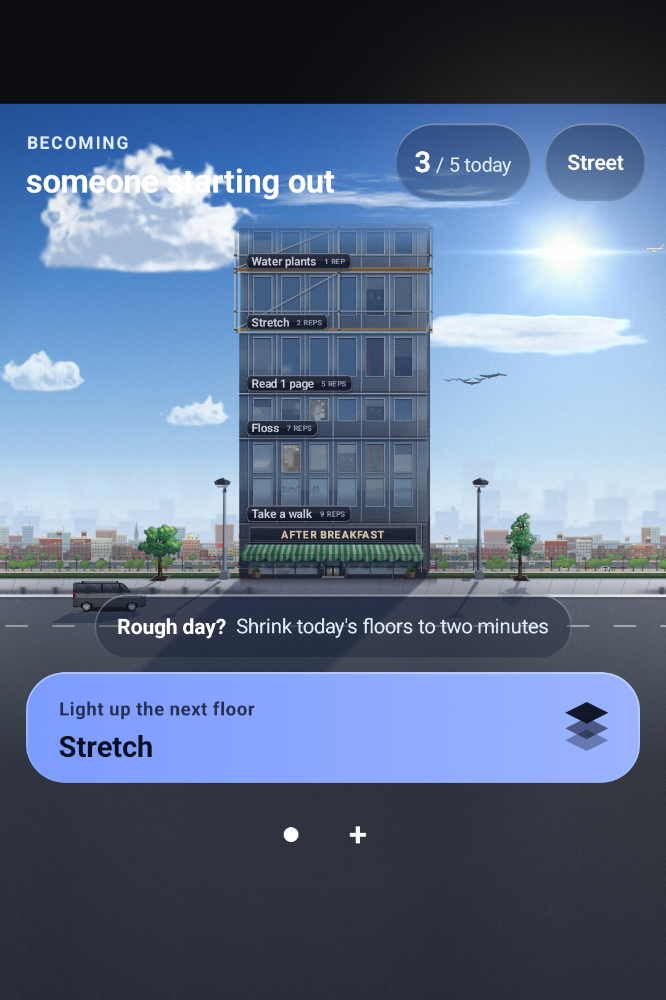 BECOMING
someone starting out
3 / 5 today
Street
Water plants 1 REP
Stretch 2 REPS
Read 1 page 5 REPS
Floss 7 REPS
Take a walk 9 REPS
AFTER BREAKFAST
Rough day? Shrink today's floors to two minutes
Light up the next floor
Stretch